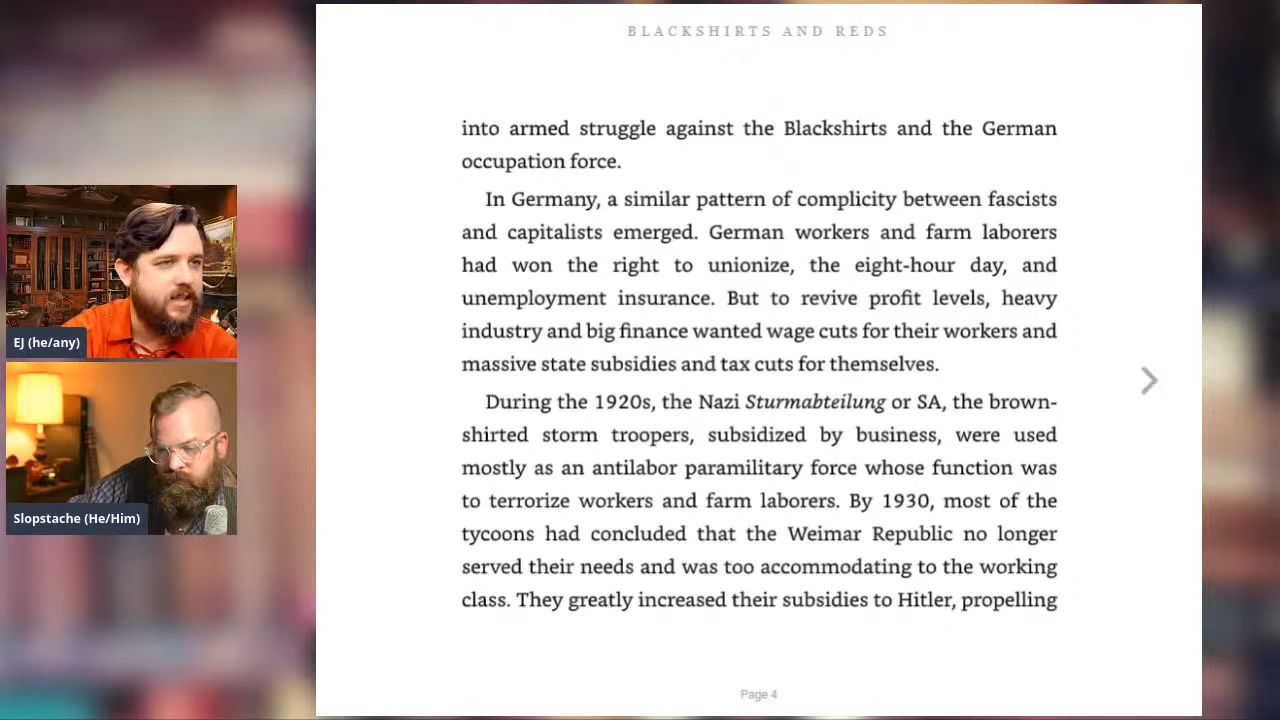 BLACKSHIRTS AND REDS
into armed struggle against the Blackshirts and the German
occupation force.
In Germany, a similar pattern of complicity between fascists
and capitalists emerged. German workers and farm laborers
had won the right to unionize, the eight-hour day, and
unemployment insurance. But to revive profit levels, heavy
industry and big finance wanted wage cuts for their workers and
massive state subsidies and tax cuts for themselves.
During the 1920s, the Nazi Sturmabteilung or SA, the brown-
shirted storm troopers, subsidized by business, were used
mostly as an antilabor paramilitary force whose function was
to terrorize workers and farm laborers. By 1930, most of the
tycoons had concluded that the Weimar Republic no longer
served their needs and was too accommodating to the working
class. They greatly increased their subsidies to Hitler, propelling
Page 4
EJ (he/any)
Slopstache (He/Him)